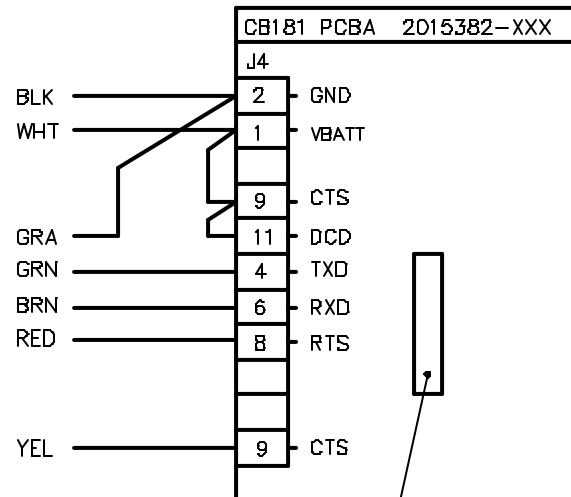 CB181 PCBA 2015382-XXX
J4
BLK 2 GND
WHT 1 VBATT
9 CTS
GRA 11 DCD
GRN 4 TXD
BRN 6 RXD
RED 8 RTS
YEL 9 CTS